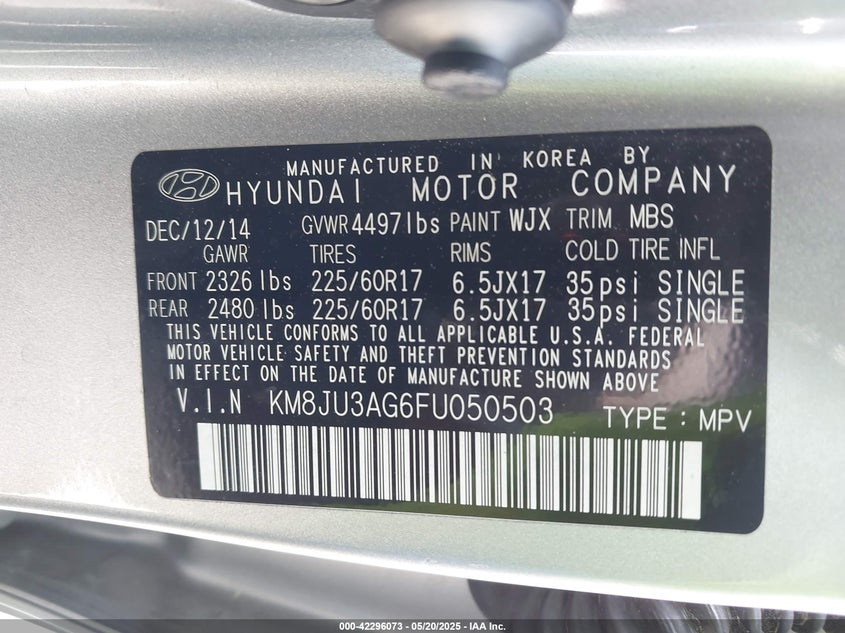 MANUFACTURED IN KOREA BY
HYUNDAI MOTOR COMPANY
DEC/12/14 GVWR 4497lbs PAINT WJX TRIM MBS
GAWR TIRES RIMS COLD TIRE INFL
FRONT 2326 lbs 225/60R17 6.5JX17 35psi SINGLE
REAR 2480 lbs 225/60R17 6.5JX17 35psi SINGLE
THIS VEHICLE CONFORMS TO ALL APPLICABLE U.S.A. FEDERAL
MOTOR VEHICLE SAFETY AND THEFT PREVENTION STANDARDS
IN EFFECT ON THE DATE OF MANUFACTURE SHOWN ABOVE
V.I.N KM8JU3AG6FU050503 TYPE : MPV
000-42296073 — 05/20/2025 — IAA Inc.